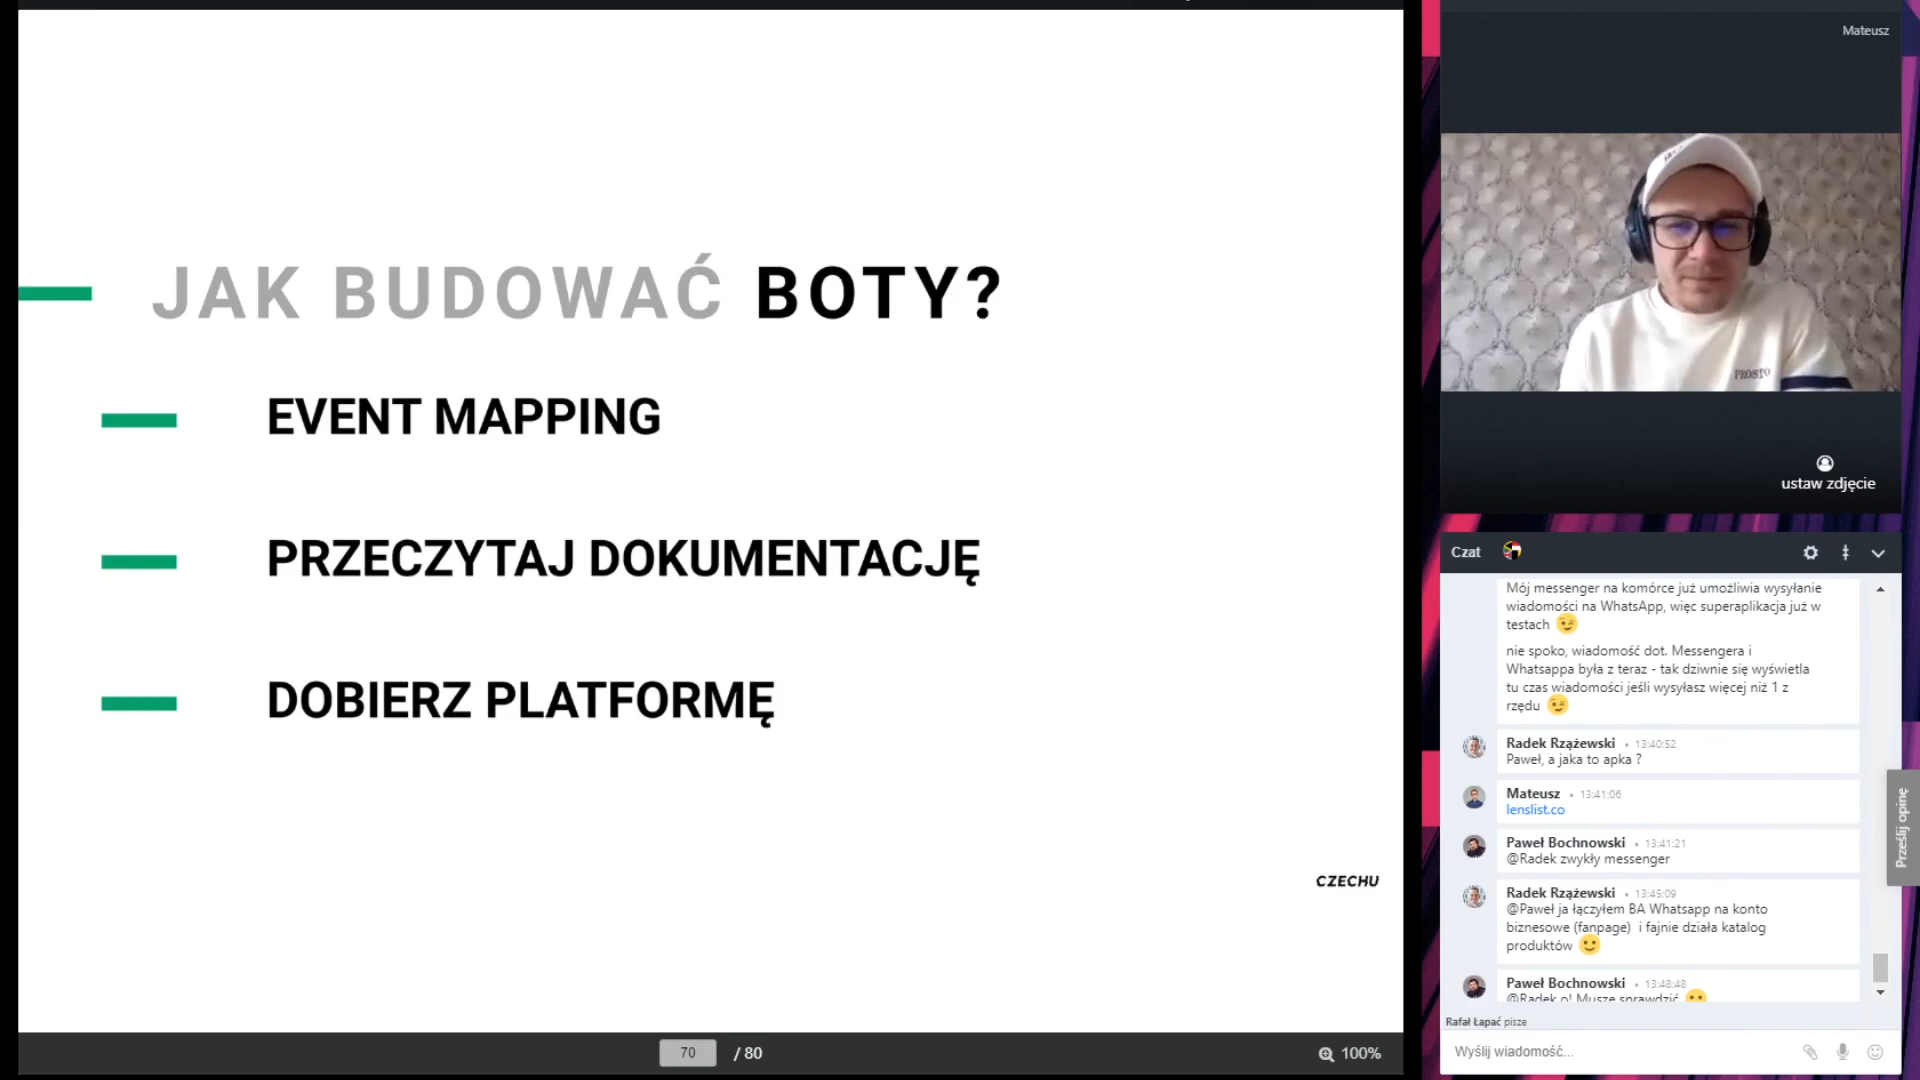 JAK BUDOWAĆ BOTY?
EVENT MAPPING
PRZECZYTAJ DOKUMENTACJĘ
DOBIERZ PLATFORMĘ
CZECHU
70 / 80
100%
Mateusz
PROSTO
ustaw zdjęcie
Czat
Mój messenger na komórce już umożliwia wysyłanie
wiadomości na WhatsApp, więc superaplikacja już w
testach
nie spoko, wiadomość dot. Messengera i
Whatsappa była z teraz - tak dziwnie się wyświetla
tu czas wiadomości jeśli wysyłasz więcej niż 1 z
rzędu
Radek Rzążewski • 13:40:52
Paweł, a jaka to apka ?
Mateusz • 13:41:06
lenslist.co
Paweł Bochnowski • 13:41:21
@Radek zwykły messenger
Radek Rzążewski • 13:45:09
@Paweł ja łączyłem BA Whatsapp na konto
biznesowe (fanpage) i fajnie działa katalog
produktów
Paweł Bochnowski • 13:48:48
@Radek o! Muszę sprawdzić
Rafał Łapać pisze
Wyślij wiadomość...
Prześlij opinę